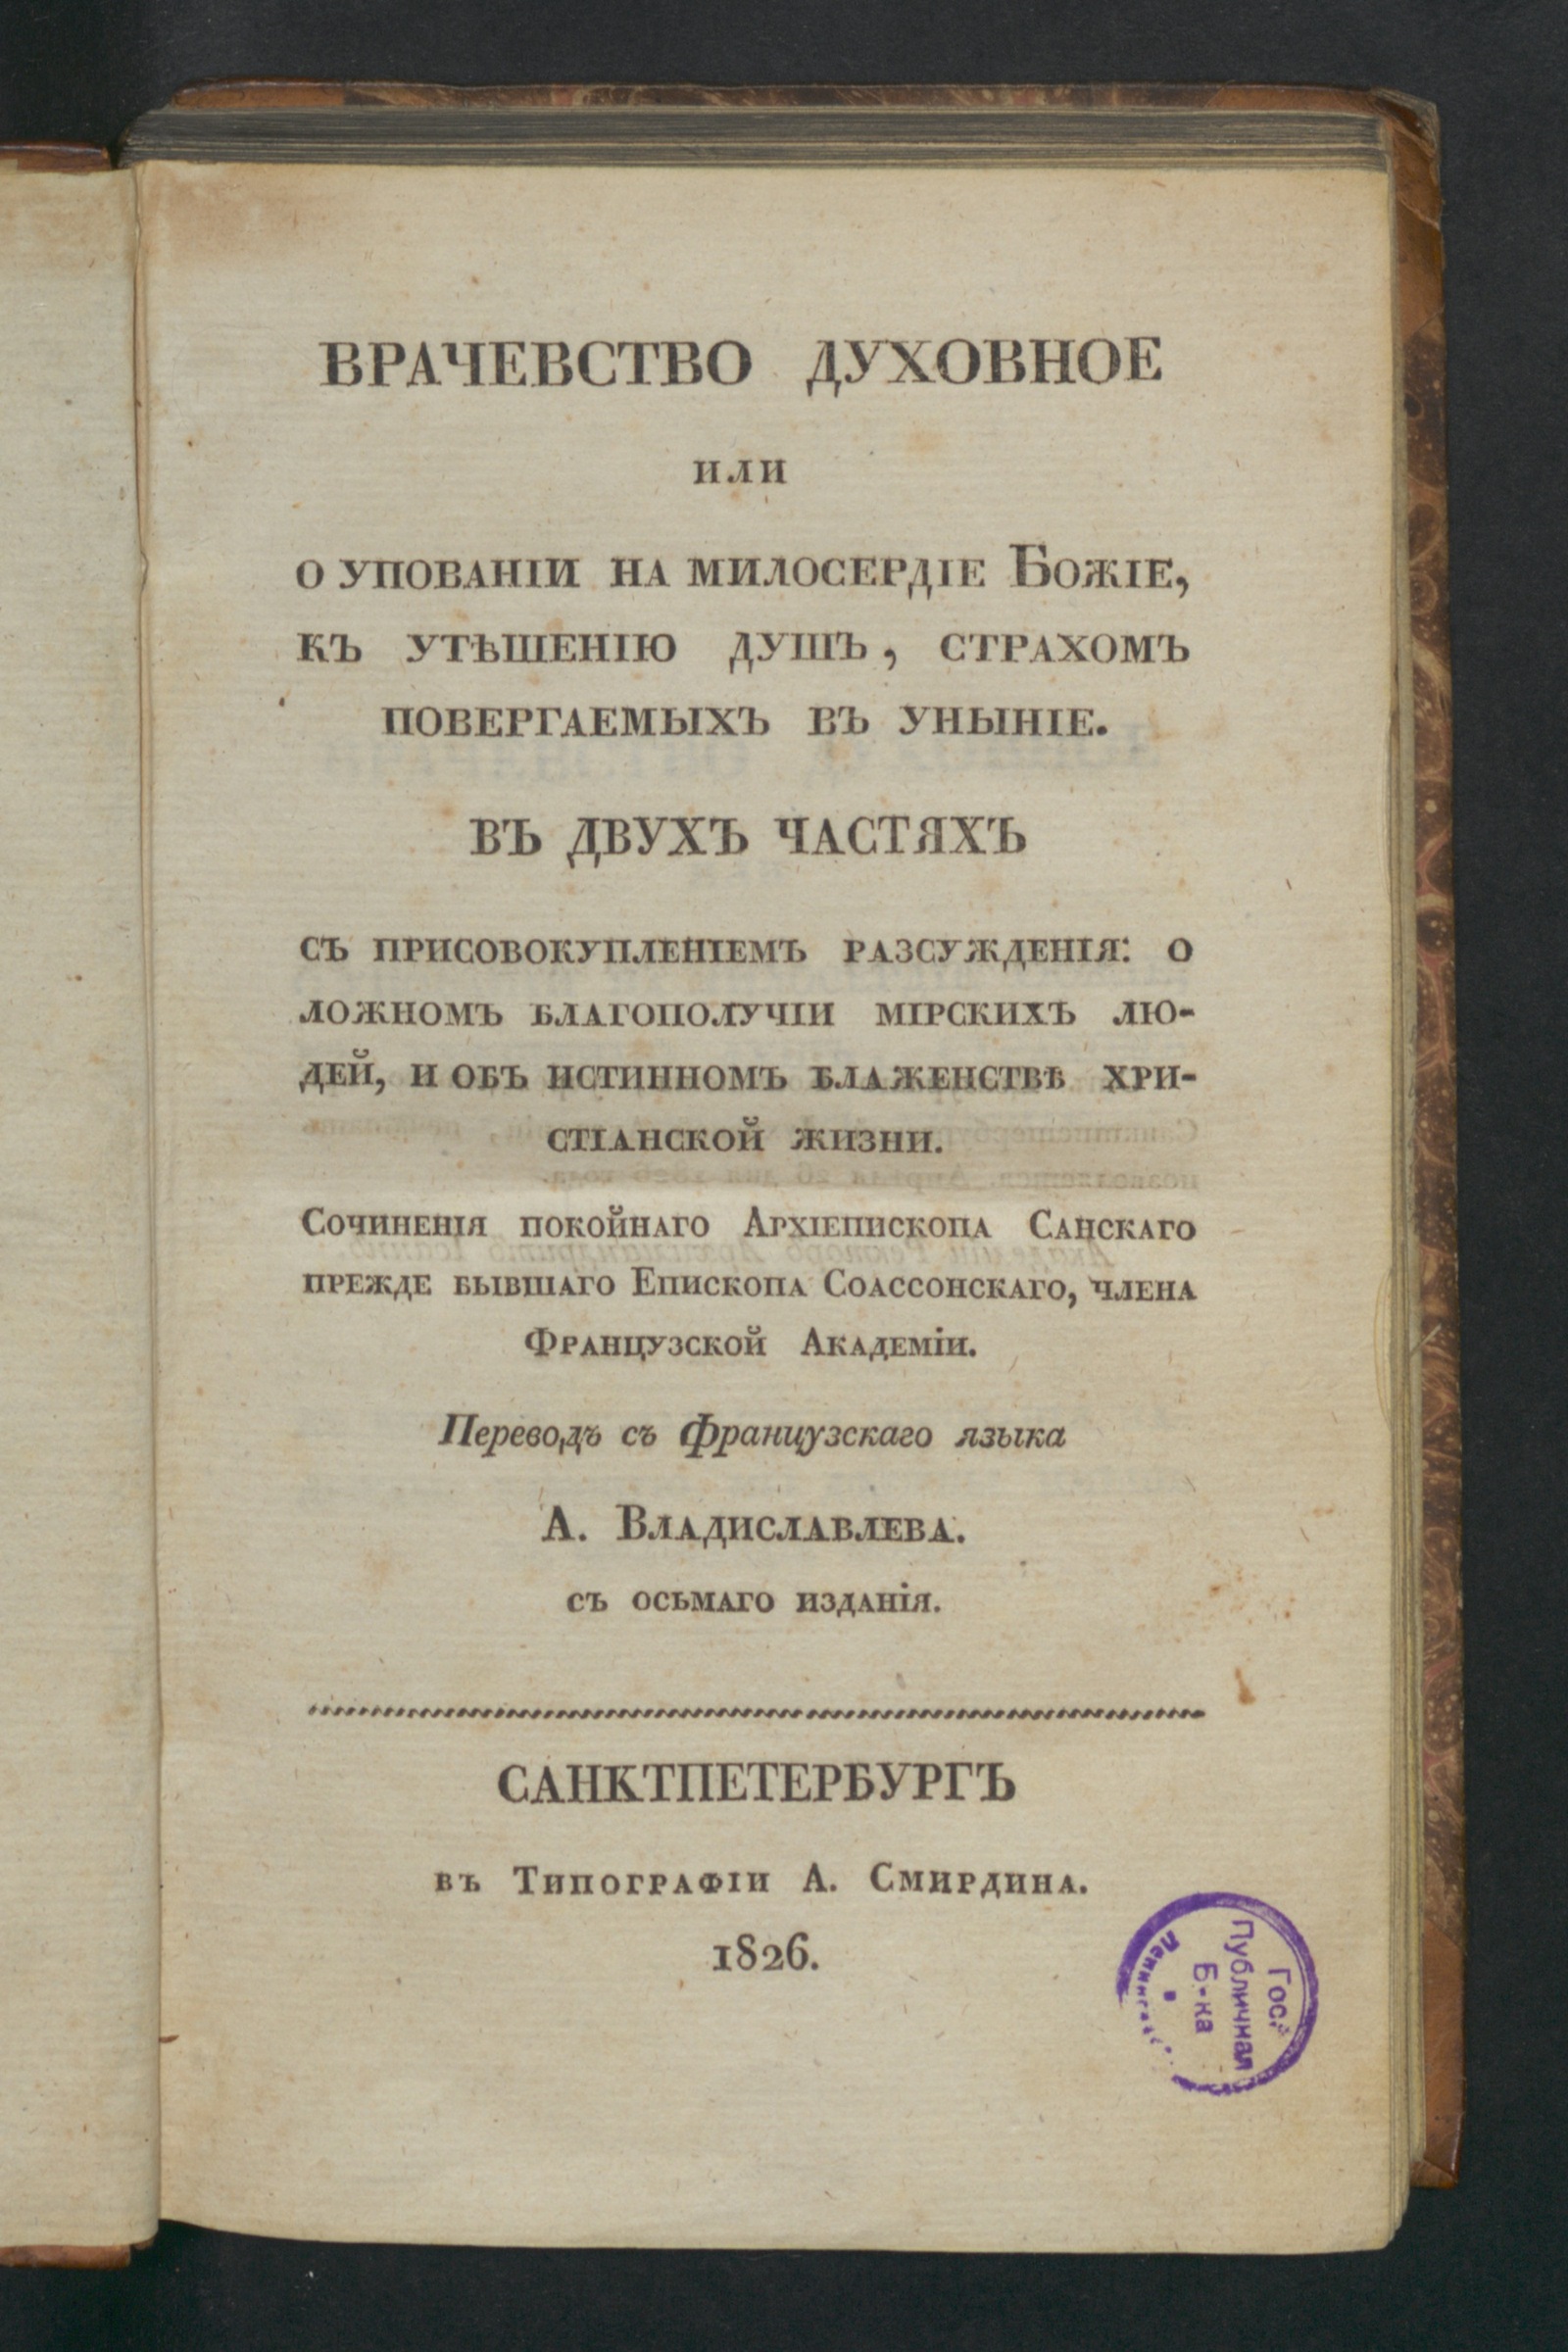 ВРАЧЕВСТВО ДУХОВНОЕ
ИЛИ
О УПОВАНІИ НА МИЛОСЕРДІЕ БОЖІЕ,
КЪ УТѢШЕНІЮ ДУШЪ, СТРАХОМЪ
ПОВЕРГАЕМЫХЪ ВЪ УНЫНІЕ.
ВЪ ДВУХЪ ЧАСТЯХЪ
СЪ ПРИСОВОКУПЛЕНІЕМЪ РАЗСУЖДЕНІЯ: О
ЛОЖНОМЪ БЛАГОПОЛУЧІИ МІРСКИХЪ ЛЮ-
ДЕЙ, И ОБЪ ИСТИННОМЪ БЛАЖЕНСТВѢ ХРИ-
СТІАНСКОЙ ЖИЗНИ.
СОЧИНЕНІЯ ПОКОЙНАГО АРХІЕПИСКОПА САНСКАГО
ПРЕЖДЕ БЫВШАГО ЕПИСКОПА СОАССОНСКАГО, ЧЛЕНА
ФРАНЦУЗСКОЙ АКАДЕМІИ.
Переводъ съ Французскаго языка
А. ВЛАДИСЛАВЛЕВА.
СЪ ОСЬМАГО ИЗДАНІЯ.
САНКТПЕТЕРБУРГЪ
ВЪ ТИПОГРАФІИ А. СМИРДИНА.
1826.
Гос.
Публичная
Б-ка
в